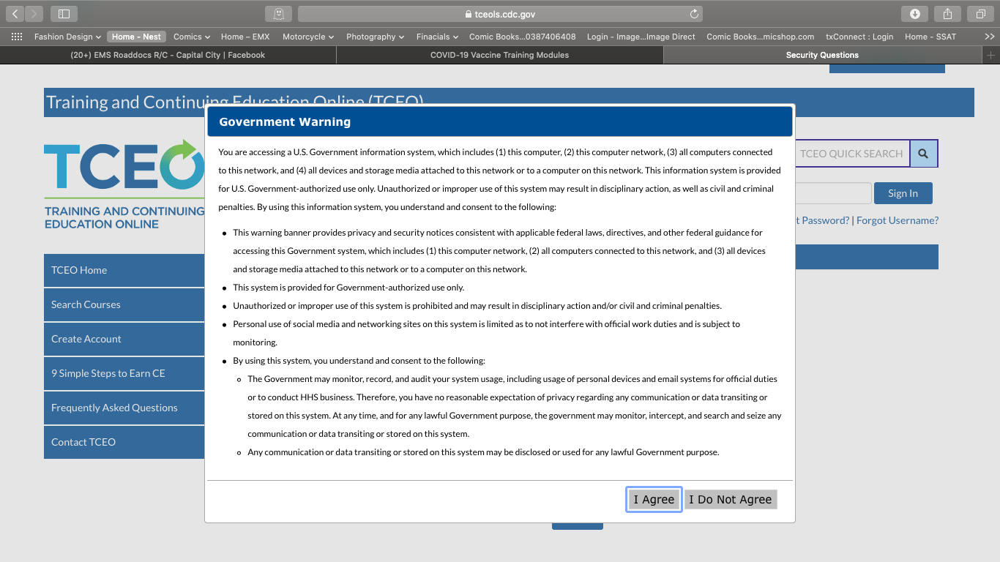 tceols.cdc.gov
Fashion Design Home - Nest Comics Home – EMX Motorcycle Photography Finacials Comic Books...0387406408 Login - Image...Image Direct Comic Books...micshop.com txConnect : Login Home - SSAT >>
(20+) EMS Roaddocs R/C - Capital City | Facebook COVID-19 Vaccine Training Modules Security Questions +
Training and Continuing Education Online (TCEO)
TCEO
TRAINING AND CONTINUING
EDUCATION ONLINE
TCEO QUICK SEARCH
Sign In
t Password? | Forgot Username?
TCEO Home
Search Courses
Create Account
9 Simple Steps to Earn CE
Frequently Asked Questions
Contact TCEO
Government Warning
You are accessing a U.S. Government information system, which includes (1) this computer, (2) this computer network, (3) all computers connected
to this network, and (4) all devices and storage media attached to this network or to a computer on this network. This information system is provided
for U.S. Government-authorized use only. Unauthorized or improper use of this system may result in disciplinary action, as well as civil and criminal
penalties. By using this information system, you understand and consent to the following:
• This warning banner provides privacy and security notices consistent with applicable federal laws, directives, and other federal guidance for
accessing this Government system, which includes (1) this computer network, (2) all computers connected to this network, and (3) all devices
and storage media attached to this network or to a computer on this network.
• This system is provided for Government-authorized use only.
• Unauthorized or improper use of this system is prohibited and may result in disciplinary action and/or civil and criminal penalties.
• Personal use of social media and networking sites on this system is limited as to not interfere with official work duties and is subject to
monitoring.
• By using this system, you understand and consent to the following:
◦ The Government may monitor, record, and audit your system usage, including usage of personal devices and email systems for official duties
or to conduct HHS business. Therefore, you have no reasonable expectation of privacy regarding any communication or data transiting or
stored on this system. At any time, and for any lawful Government purpose, the government may monitor, intercept, and search and seize any
communication or data transiting or stored on this system.
◦ Any communication or data transiting or stored on this system may be disclosed or used for any lawful Government purpose.
I Agree I Do Not Agree